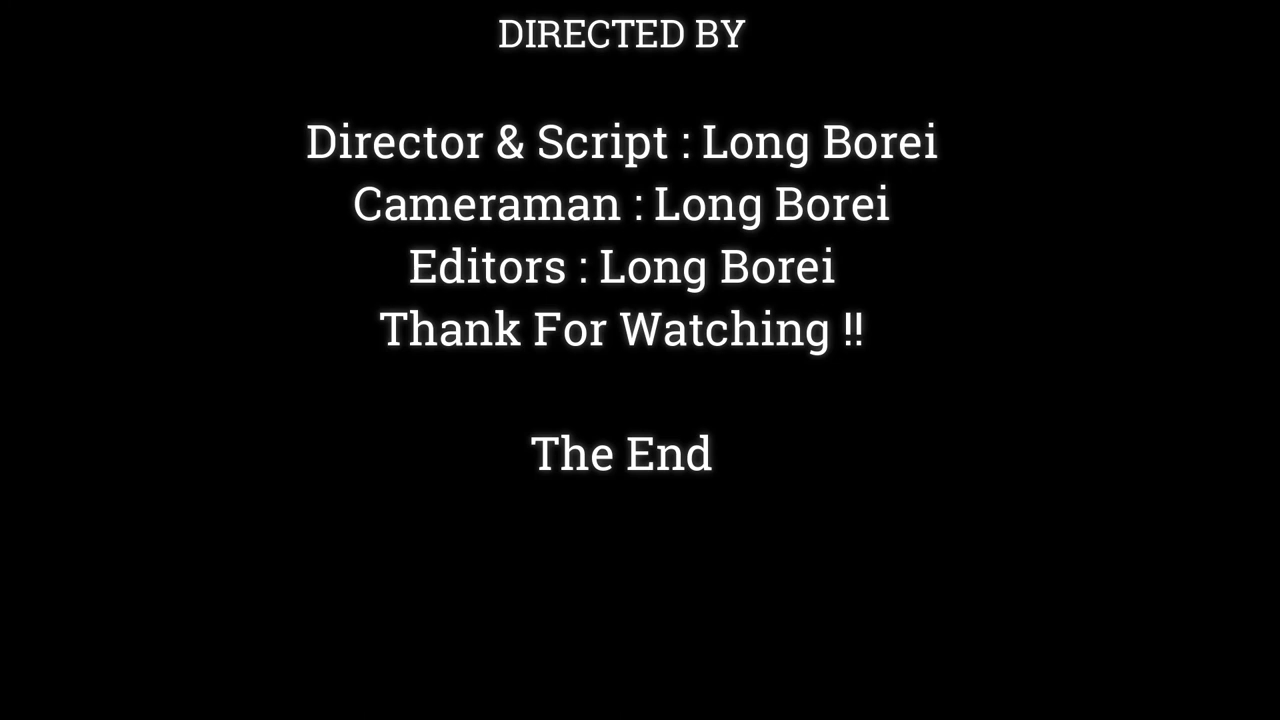 DIRECTED BY
Director & Script : Long Borei
Cameraman : Long Borei
Editors : Long Borei
Thank For Watching !!
The End